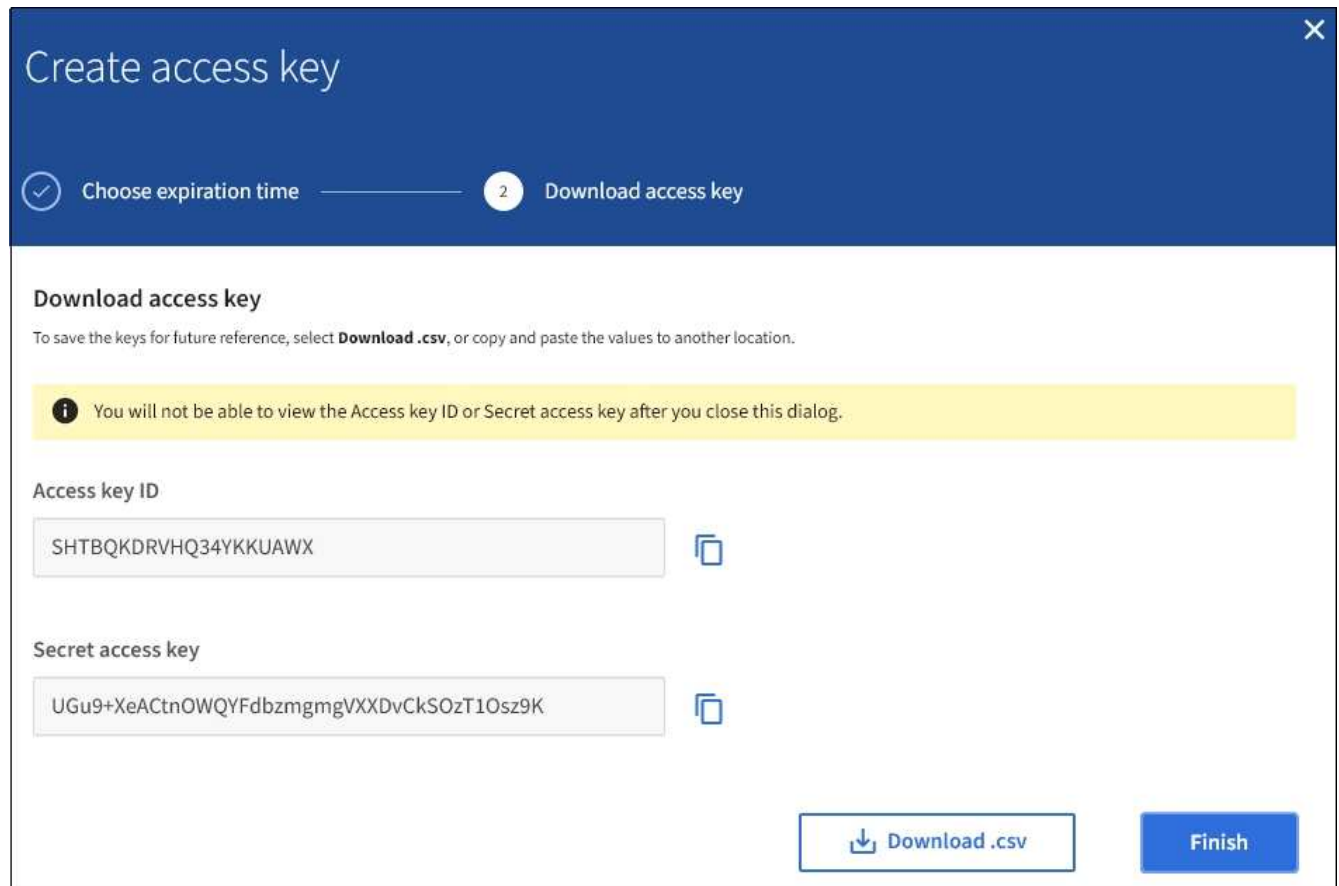 Create access key
Choose expiration time
2
Download access key
Download access key
To save the keys for future reference, select Download .csv, or copy and paste the values to another location.
You will not be able to view the Access key ID or Secret access key after you close this dialog.
Access key ID
SHTBQKDRVHQ34YKKUAWX
Secret access key
UGu9+XeACtnOWQYFdbzmgmgVXXDvCkSOzT1Osz9K
Download .csv
Finish